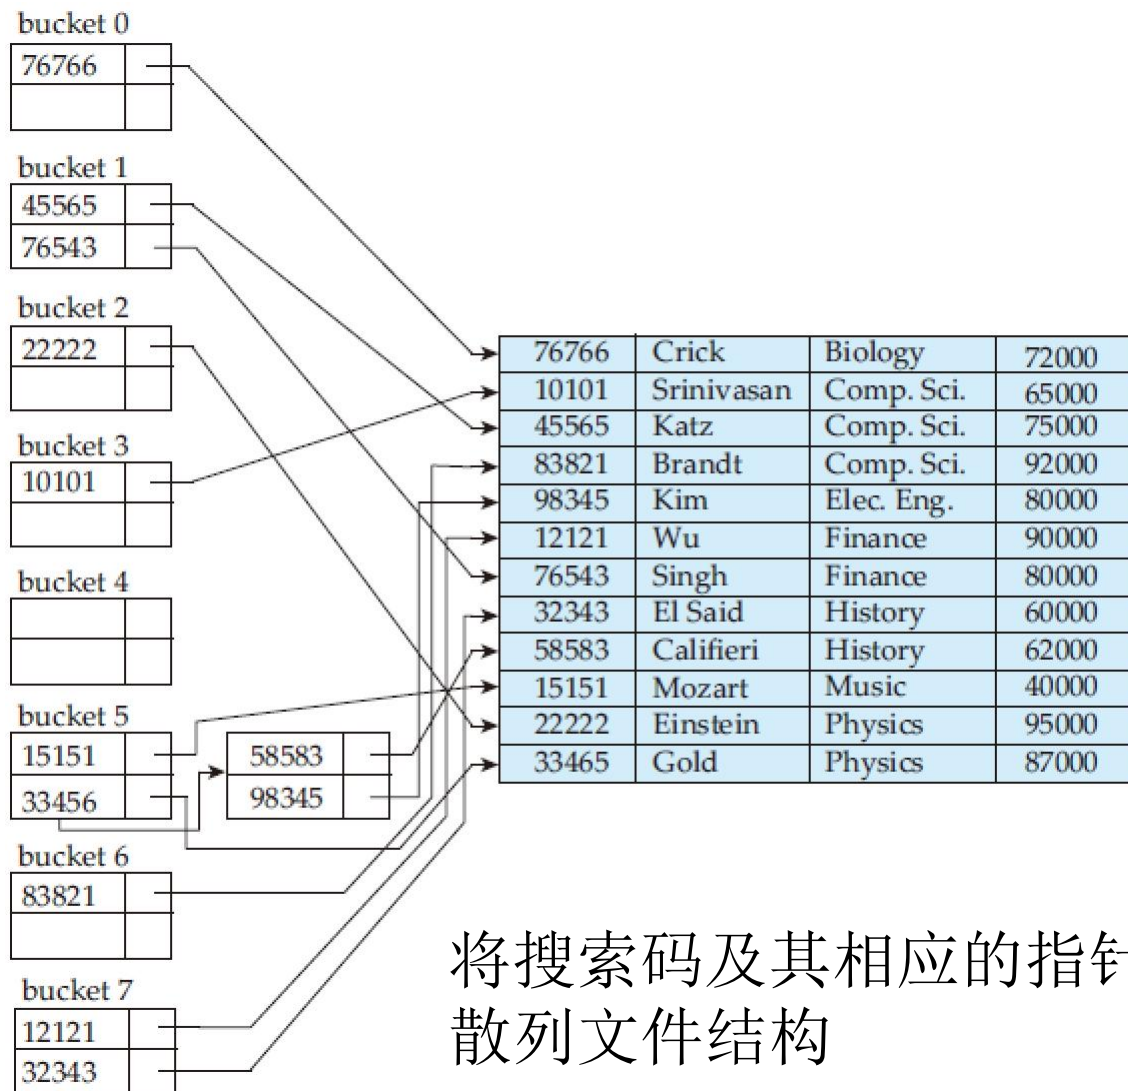 bucket 0
76766
bucket 1
45565
76543
bucket 2
22222
bucket 3
10101
bucket 4
bucket 5
15151
33456
58583
98345
bucket 6
83821
bucket 7
12121
32343
76766 Crick Biology 72000
10101 Srinivasan Comp. Sci. 65000
45565 Katz Comp. Sci. 75000
83821 Brandt Comp. Sci. 92000
98345 Kim Elec. Eng. 80000
12121 Wu Finance 90000
76543 Singh Finance 80000
32343 El Said History 60000
58583 Califieri History 62000
15151 Mozart Music 40000
22222 Einstein Physics 95000
33465 Gold Physics 87000
将搜索码及其相应的指针
散列文件结构